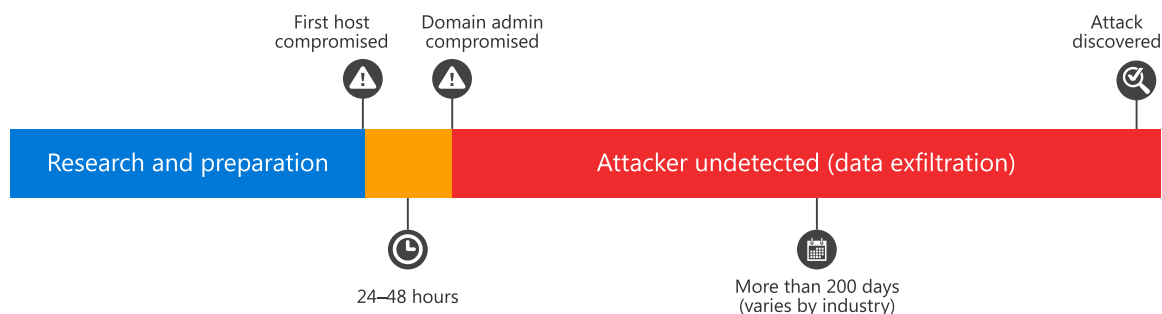 First host
compromised
Domain admin
compromised
Attack
discovered
Research and preparation
Attacker undetected (data exfiltration)
24–48 hours
More than 200 days
(varies by industry)